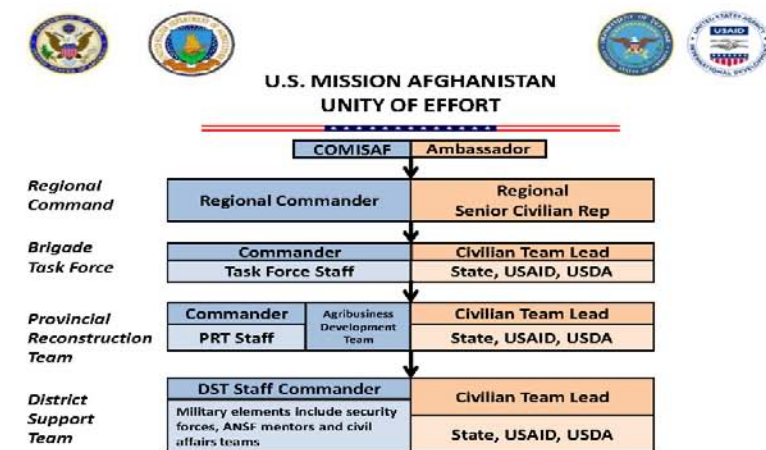 USAID
U.S. MISSION AFGHANISTAN
UNITY OF EFFORT
COMISAF Ambassador
Regional
Command
Regional Commander
Regional
Senior Civilian Rep
Brigade
Task Force
Commander
Civilian Team Lead
Task Force Staff
State, USAID, USDA
Provincial
Reconstruction
Team
Commander
PRT Staff
Agribusiness
Development
Team
Civilian Team Lead
State, USAID, USDA
District
Support
Team
DST Staff Commander
Military elements include security
forces, ANSF mentors and civil
affairs teams
Civilian Team Lead
State, USAID, USDA